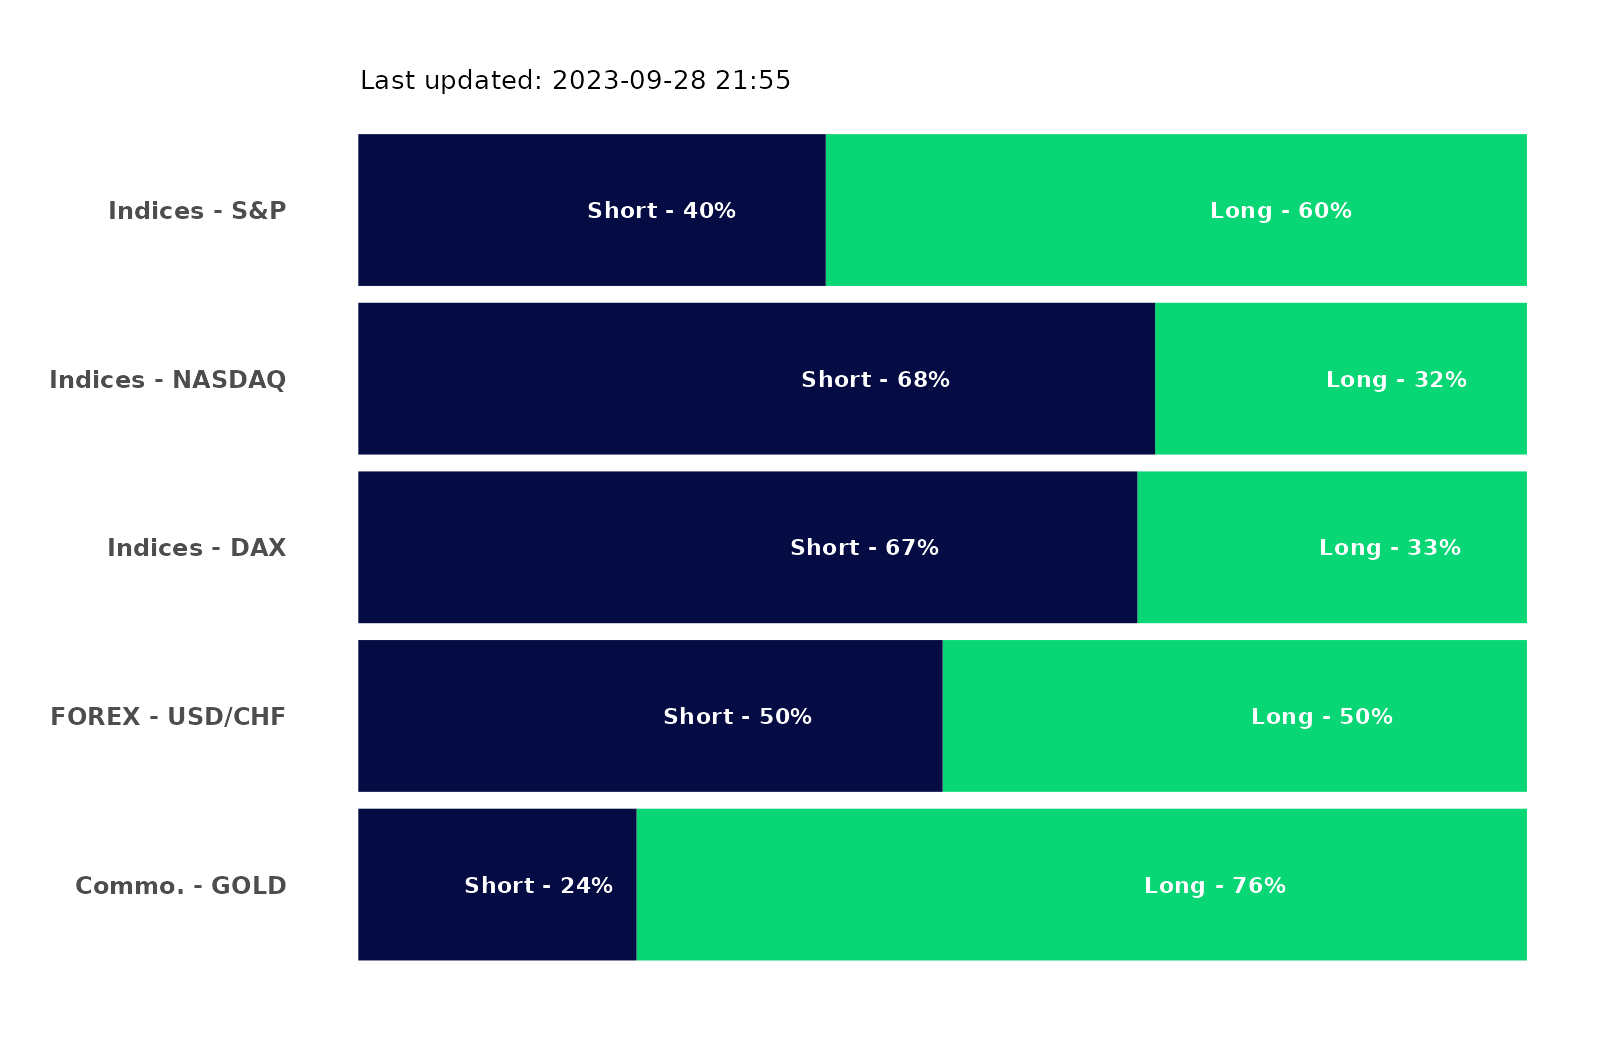 Last updated: 2023-09-28 21:55
Indices - S&P Short - 40% Long - 60%
Indices - NASDAQ Short - 68% Long - 32%
Indices - DAX Short - 67% Long - 33%
FOREX - USD/CHF Short - 50% Long - 50%
Commo. - GOLD Short - 24% Long - 76%